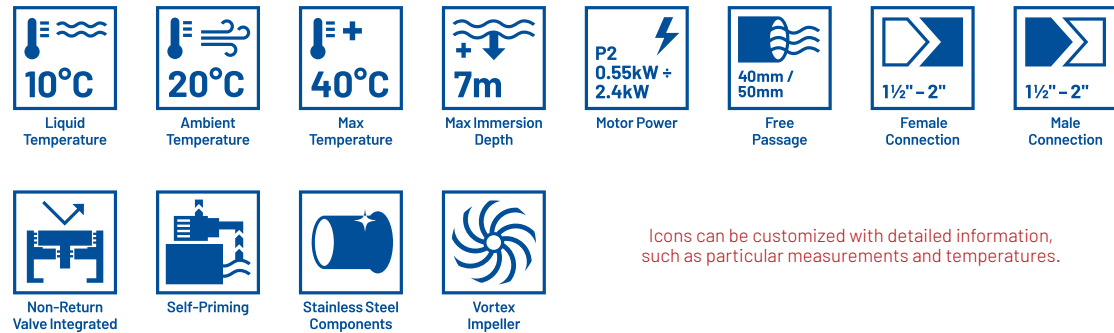 10°C
Liquid
Temperature
20°C
Ambient
Temperature
40°C
Max
Temperature
7m
Max Immersion
Depth
P2
0.55kW ÷
2.4kW
Motor Power
40mm /
50mm
Free
Passage
1½" – 2"
Female
Connection
1½" – 2"
Male
Connection
Non-Return
Valve Integrated
Self-Priming
Stainless Steel
Components
Vortex
Impeller
Icons can be customized with detailed information,
such as particular measurements and temperatures.